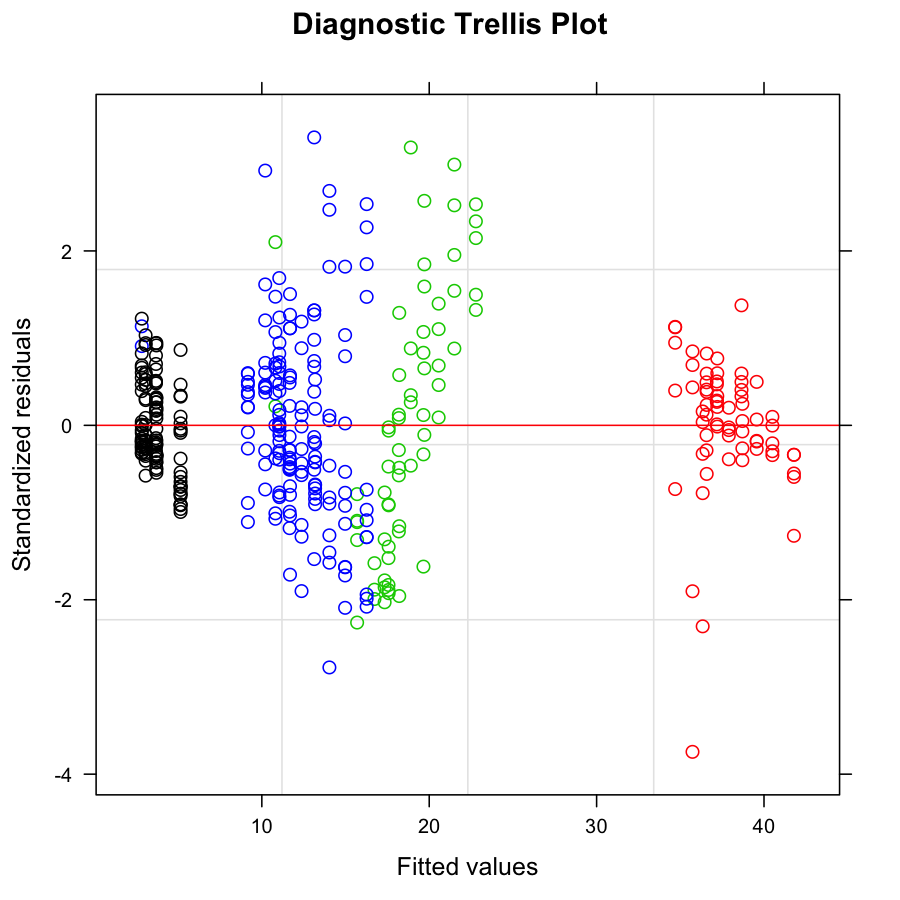 Diagnostic Trellis Plot
Standardized residuals
2
0
-2
-4
10 20 30 40
Fitted values